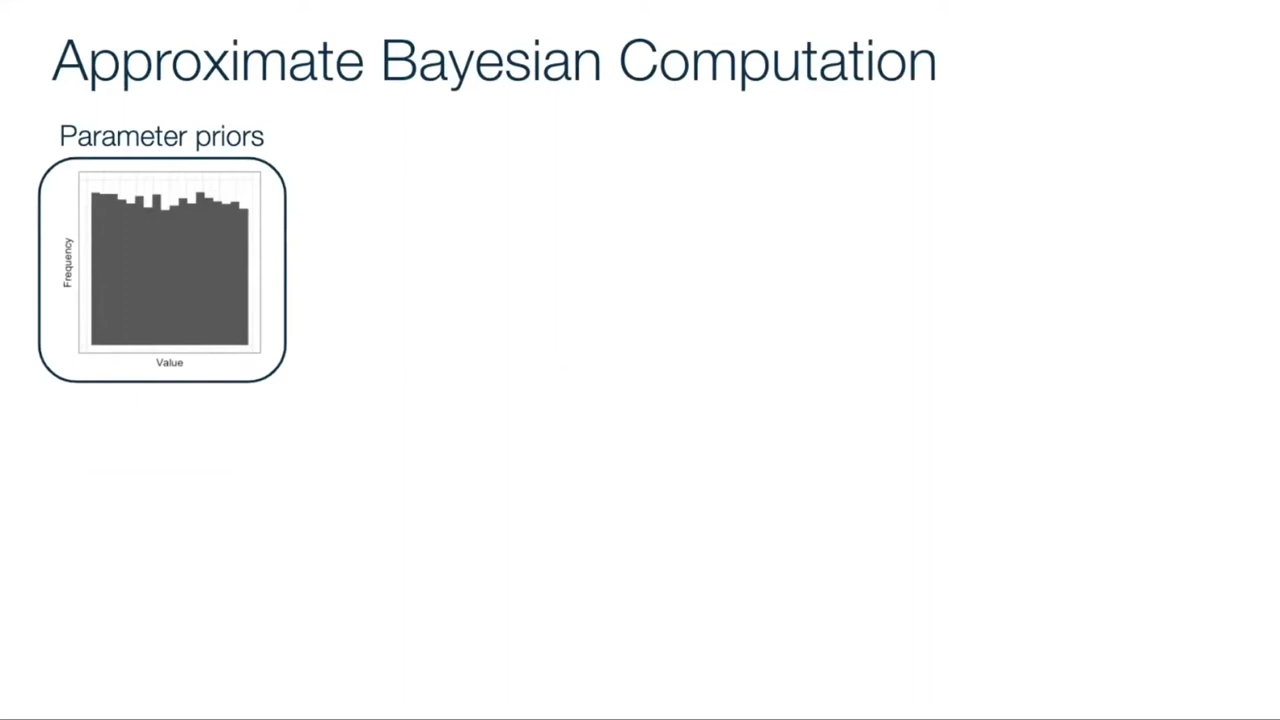 Approximate Bayesian Computation
Parameter priors
Frequency
Value